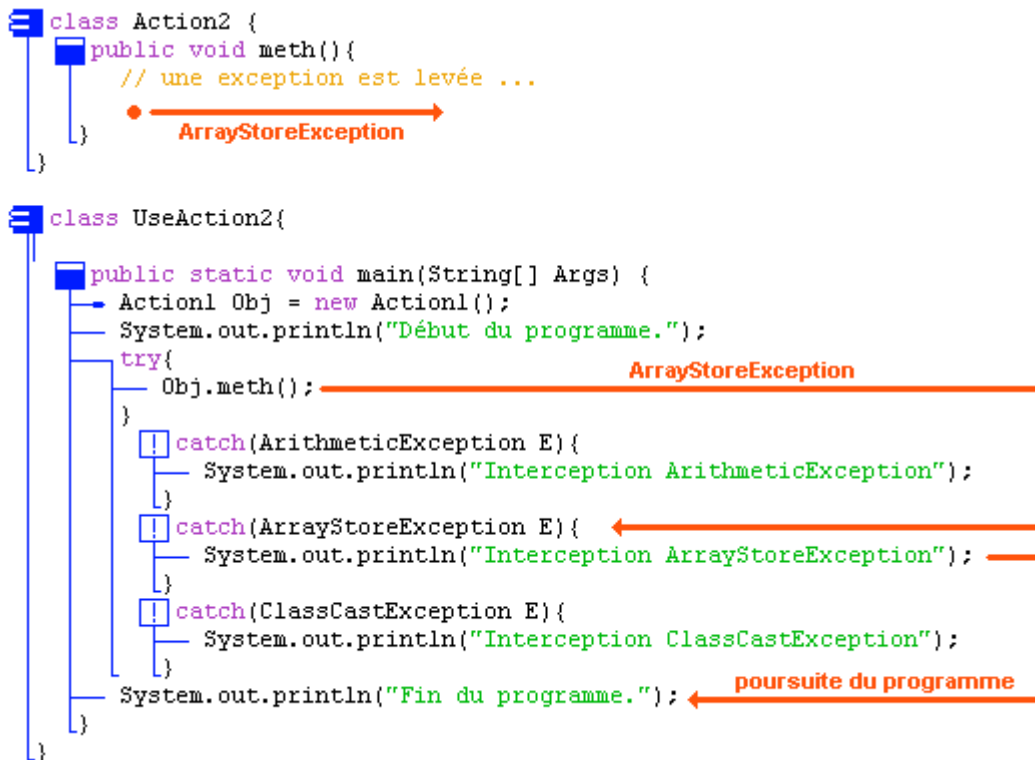 class Action2 {
public void meth(){
// une exception est levée ...
ArrayStoreException
}
}
class UseAction2{
public static void main(String[] Args) {
Action1 Obj = new Action1();
System.out.println("Début du programme.");
try{
ArrayStoreException
Obj.meth();
}
catch(ArithmeticException E){
System.out.println("Interception ArithmeticException");
}
catch(ArrayStoreException E){
System.out.println("Interception ArrayStoreException");
}
catch(ClassCastException E){
System.out.println("Interception ClassCastException");
}
poursuite du programme
System.out.println("Fin du programme.");
}
}